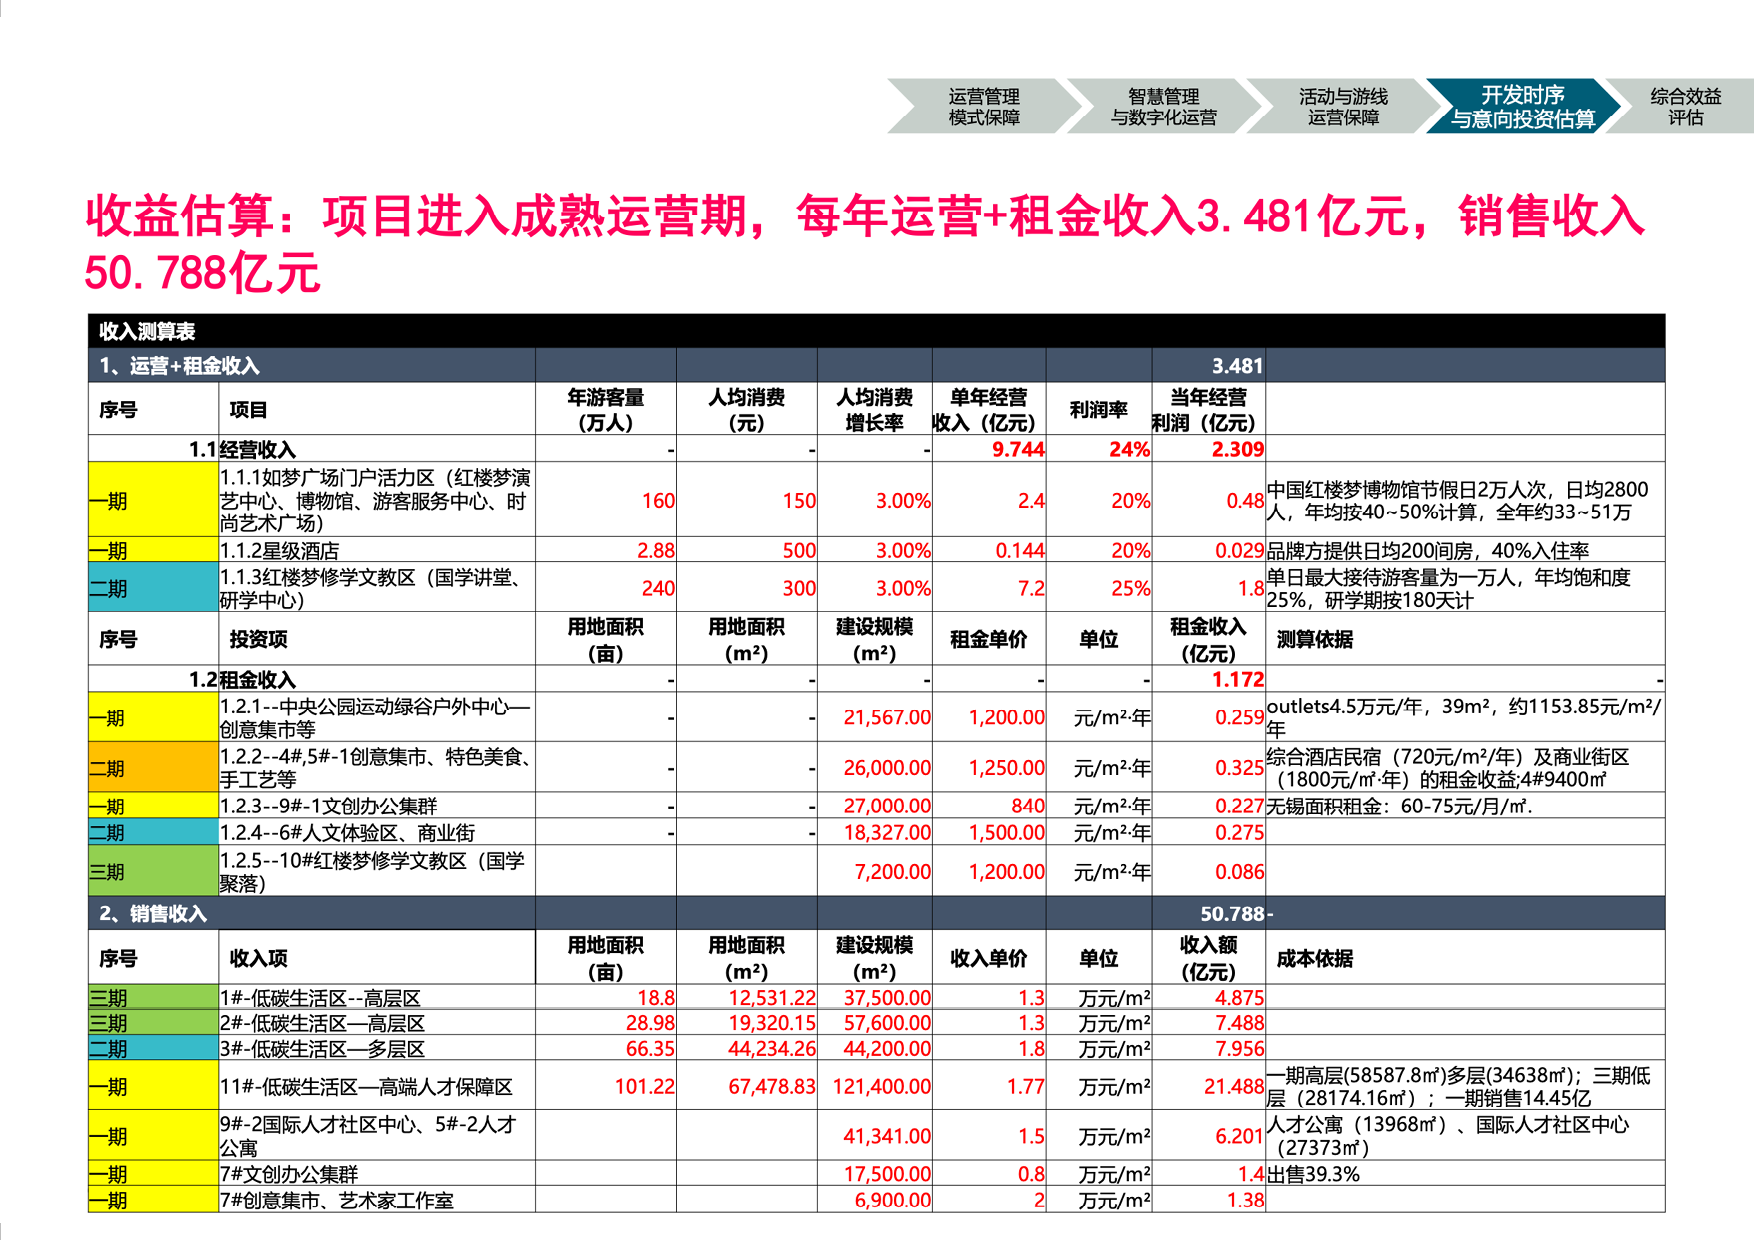 运营管理
模式保障
智慧管理
与数字化运营
活动与游线
运营保障
开发时序
与意向投资估算
综合效益
评估
收益估算：项目进入成熟运营期，每年运营+租金收入3.481亿元，销售收入
50.788亿元
收入测算表
1、运营+租金收入 3.481
序号 项目 年游客量（万人） 人均消费（元） 人均消费增长率 单年经营收入（亿元） 利润率 当年经营利润（亿元）
1.1 经营收入 - - - 9.744 24% 2.309
一期 1.1.1如梦广场门户活力区（红楼梦演艺中心、博物馆、游客服务中心、时尚艺术广场） 160 150 3.00% 2.4 20% 0.48 中国红楼梦博物馆节假日2万人次，日均2800人，年均按40~50%计算，全年约33~51万
一期 1.1.2星级酒店 2.88 500 3.00% 0.144 20% 0.029 品牌方提供日均200间房，40%入住率
二期 1.1.3红楼梦修学文教区（国学讲堂、研学中心） 240 300 3.00% 7.2 25% 1.8 单日最大接待游客量为一万人，年均饱和度25%，研学期按180天计
序号 投资项 用地面积（亩） 用地面积（m²） 建设规模（m²） 租金单价 单位 租金收入（亿元） 测算依据
1.2 租金收入 - - - - - 1.172 -
一期 1.2.1--中央公园运动绿谷户外中心—创意集市等 - - 21,567.00 1,200.00 元/m²·年 0.259 outlets4.5万元/年，39m²，约1153.85元/m²/年
二期 1.2.2--4#,5#-1创意集市、特色美食、手工艺等 - - 26,000.00 1,250.00 元/m²·年 0.325 综合酒店民宿（720元/m²/年）及商业街区（1800元/㎡·年）的租金收益;4#9400㎡
一期 1.2.3--9#-1文创办公集群 - - 27,000.00 840 元/m²·年 0.227 无锡面积租金：60-75元/月/㎡.
二期 1.2.4--6#人文体验区、商业街 - - 18,327.00 1,500.00 元/m²·年 0.275
三期 1.2.5--10#红楼梦修学文教区（国学聚落） 7,200.00 1,200.00 元/m²·年 0.086
2、销售收入 50.788 -
序号 收入项 用地面积（亩） 用地面积（m²） 建设规模（m²） 收入单价 单位 收入额（亿元） 成本依据
三期 1#-低碳生活区--高层区 18.8 12,531.22 37,500.00 1.3 万元/m² 4.875
三期 2#-低碳生活区—高层区 28.98 19,320.15 57,600.00 1.3 万元/m² 7.488
二期 3#-低碳生活区—多层区 66.35 44,234.26 44,200.00 1.8 万元/m² 7.956
一期 11#-低碳生活区—高端人才保障区 101.22 67,478.83 121,400.00 1.77 万元/m² 21.488 一期高层(58587.8㎡)多层(34638㎡)；三期低层（28174.16㎡）；一期销售14.45亿
一期 9#-2国际人才社区中心、5#-2人才公寓 41,341.00 1.5 万元/m² 6.201 人才公寓（13968㎡）、国际人才社区中心（27373㎡）
一期 7#文创办公集群 17,500.00 0.8 万元/m² 1.4 出售39.3%
一期 7#创意集市、艺术家工作室 6,900.00 2 万元/m² 1.38